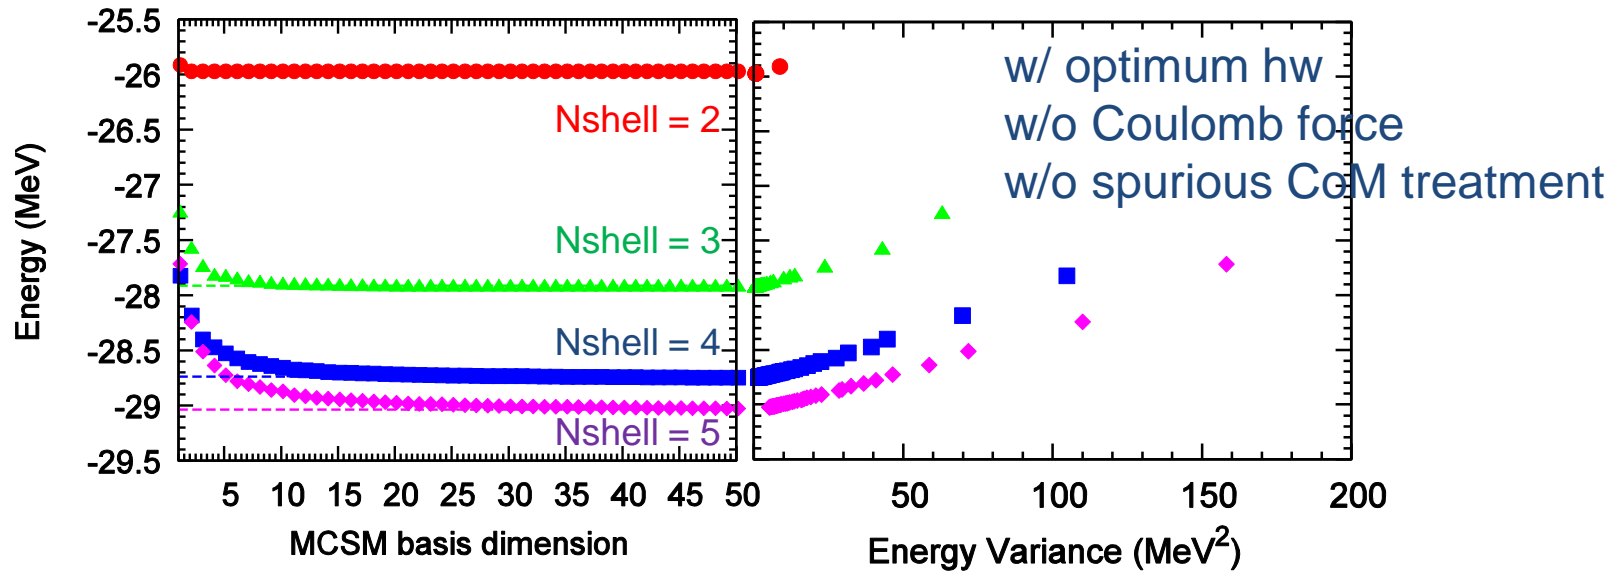 -25.5
-26
-26.5
-27
-27.5
-28
-28.5
-29
-29.5
Energy (MeV)
Nshell = 2
Nshell = 3
Nshell = 4
Nshell = 5
5 10 15 20 25 30 35 40 45 50
MCSM basis dimension
w/ optimum hw
w/o Coulomb force
w/o spurious CoM treatment
50 100 150 200
Energy Variance (MeV²)